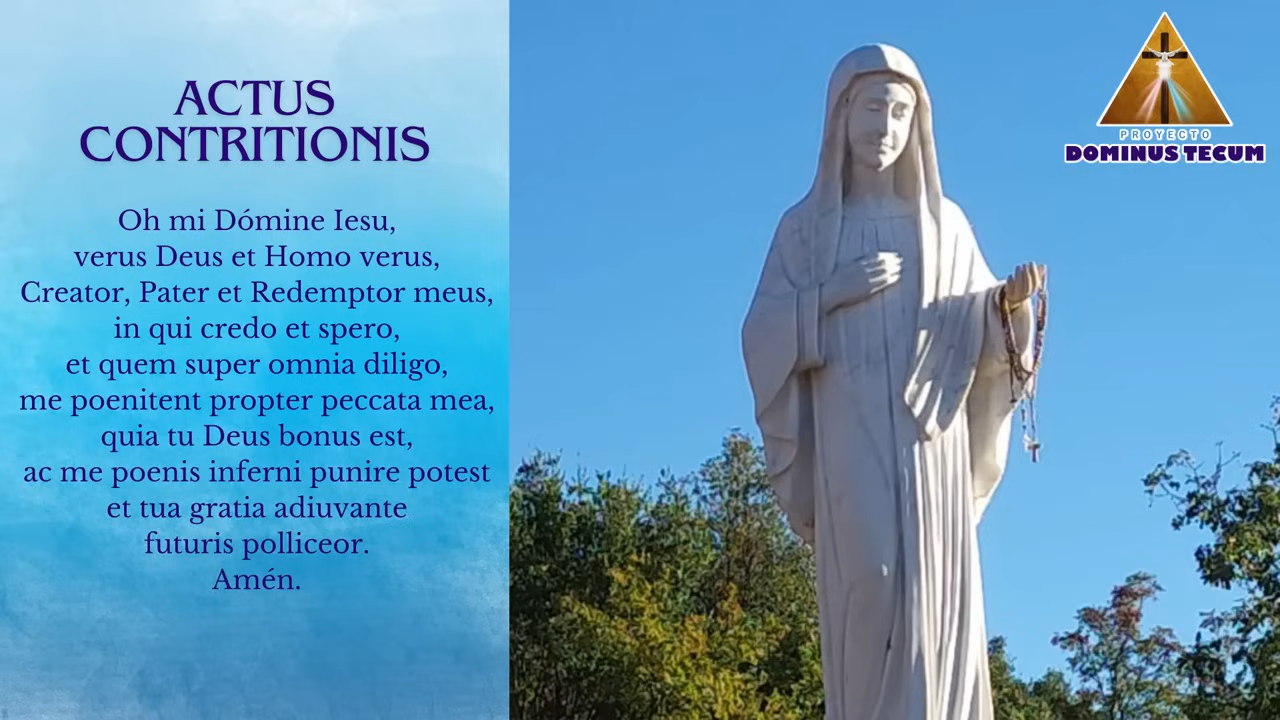 ACTUS
CONTRITIONIS
Oh mi Dómine Iesu,
verus Deus et Homo verus,
Creator, Pater et Redemptor meus,
in qui credo et spero,
et quem super omnia diligo,
me poenitent propter peccata mea,
quia tu Deus bonus est,
ac me poenis inferni punire potest
et tua gratia adiuvante
futuris polliceor.
Amén.
PROYECTO
DOMINUS TECUM